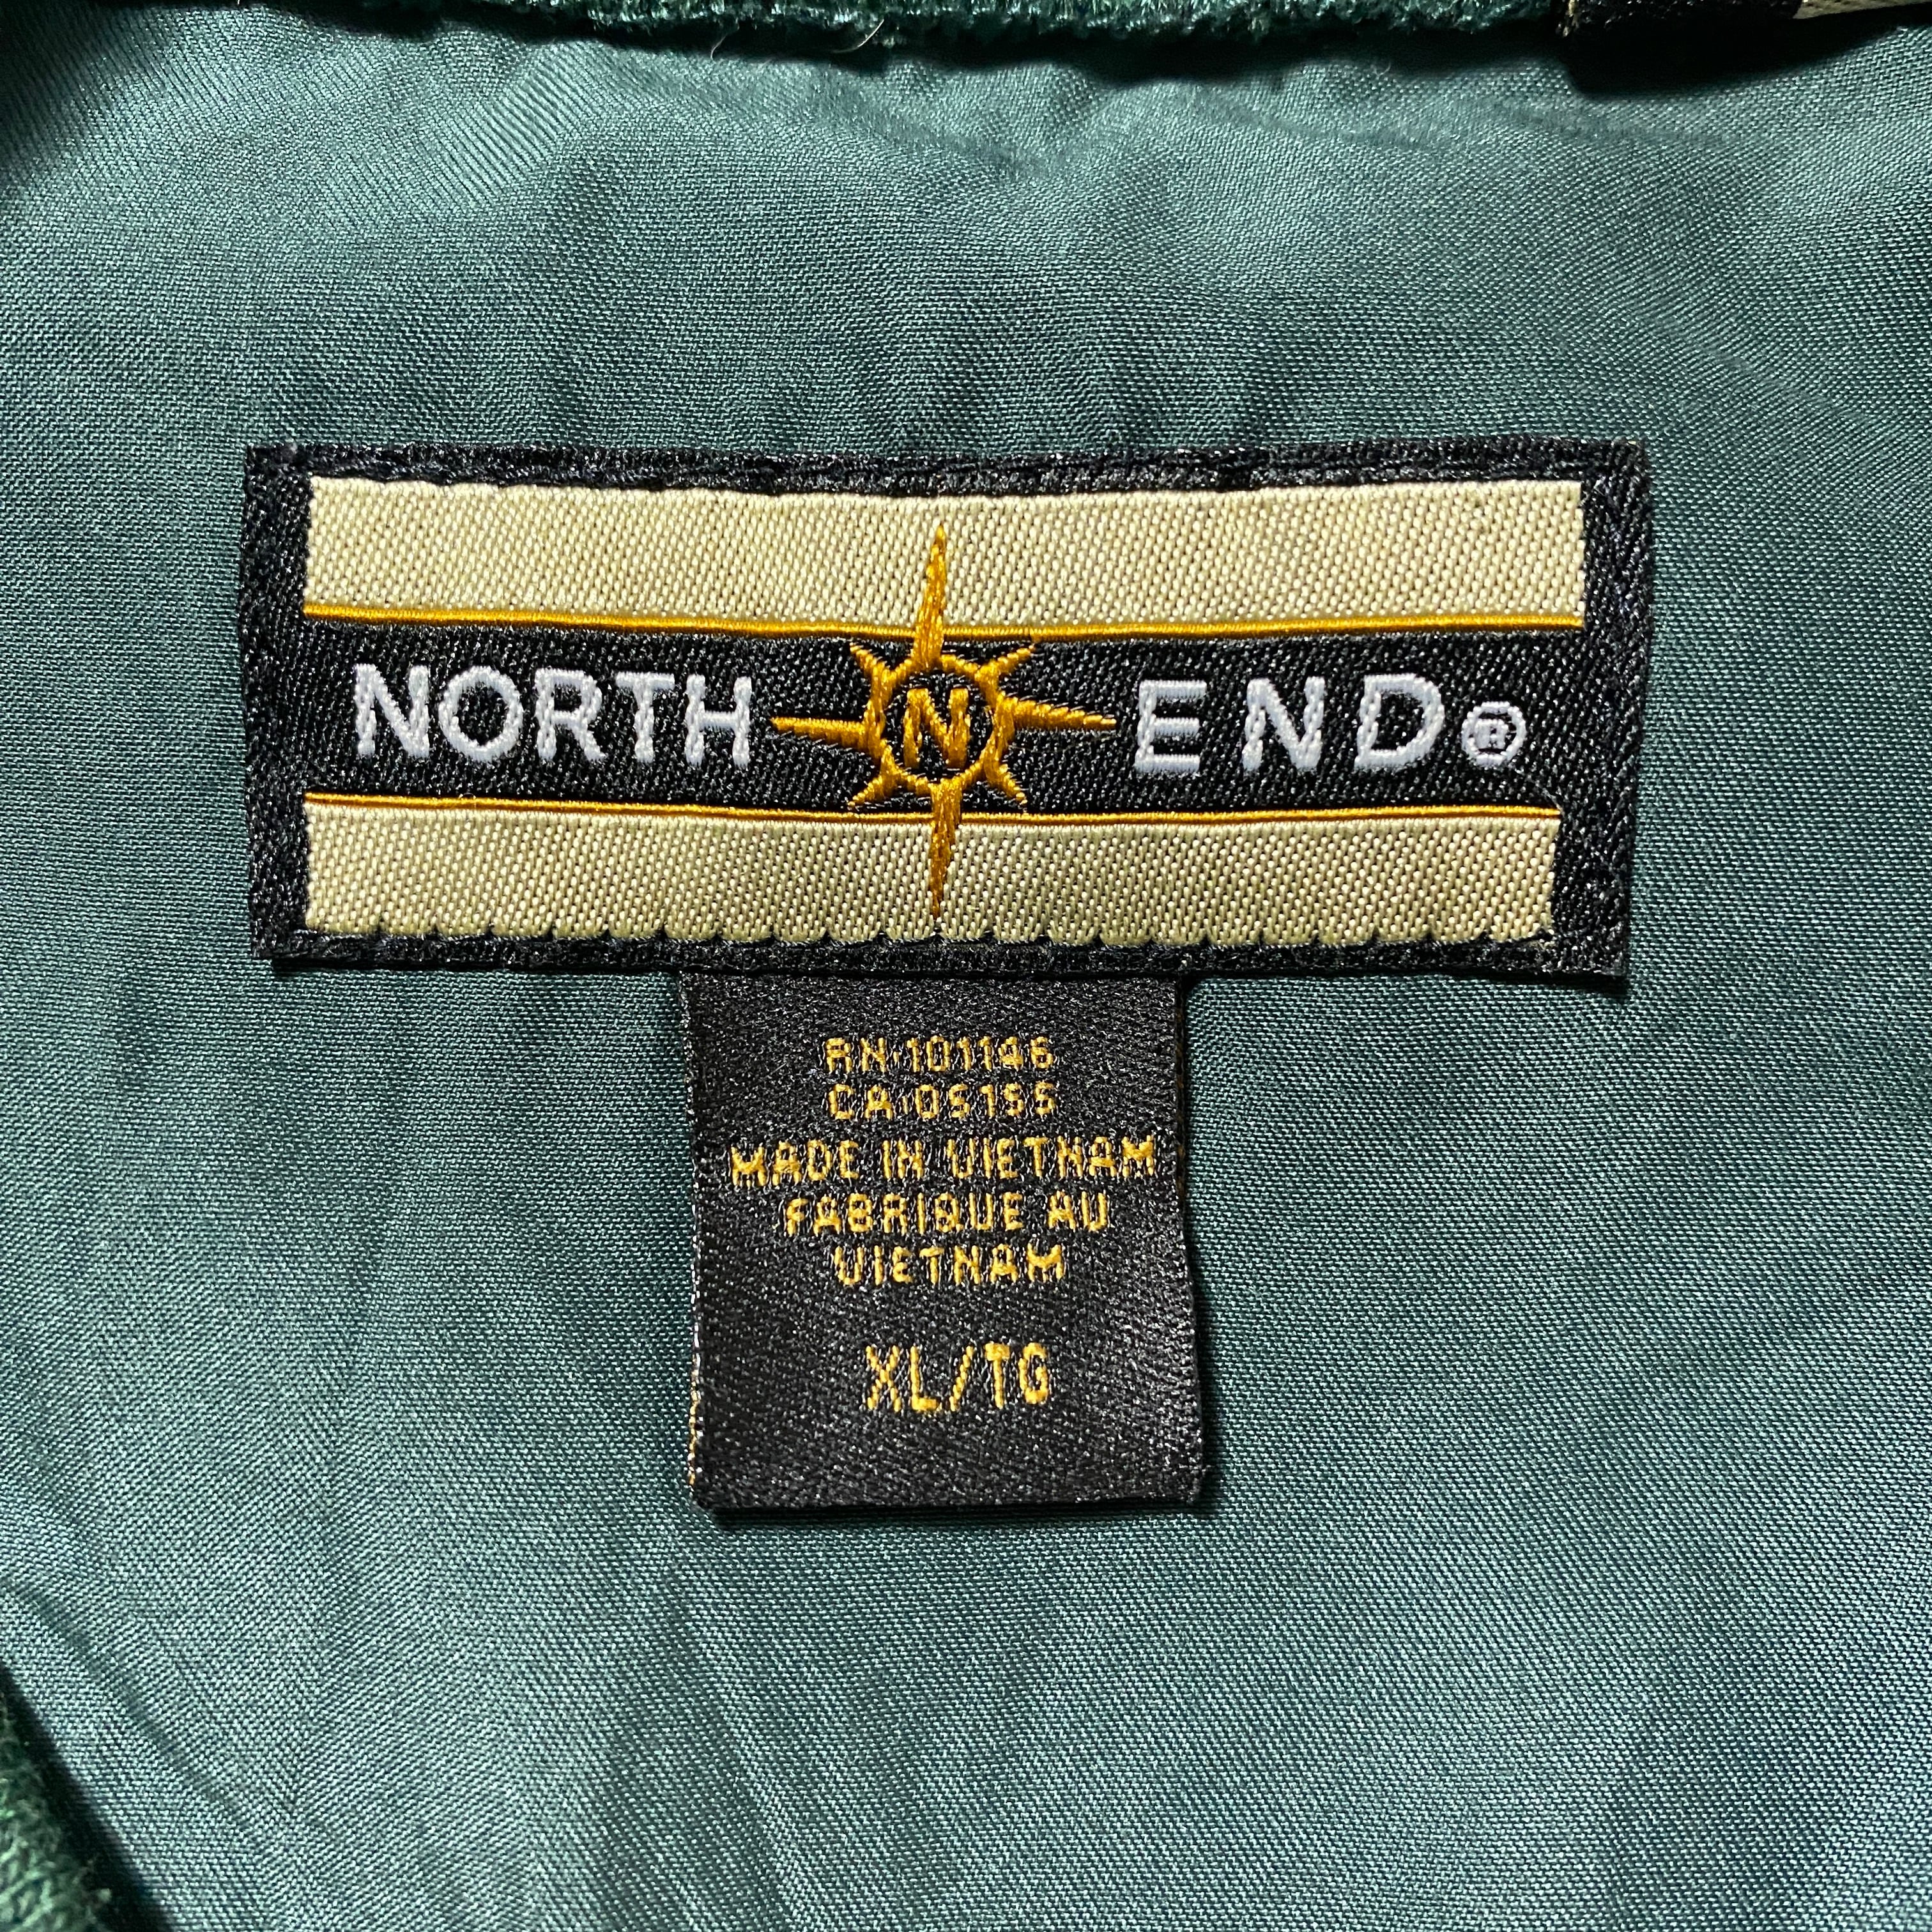 NORTH N END®
RN:101146
CA:05155
MADE IN VIETNAM
FABRIQUE AU
VIETNAM
XL/TG